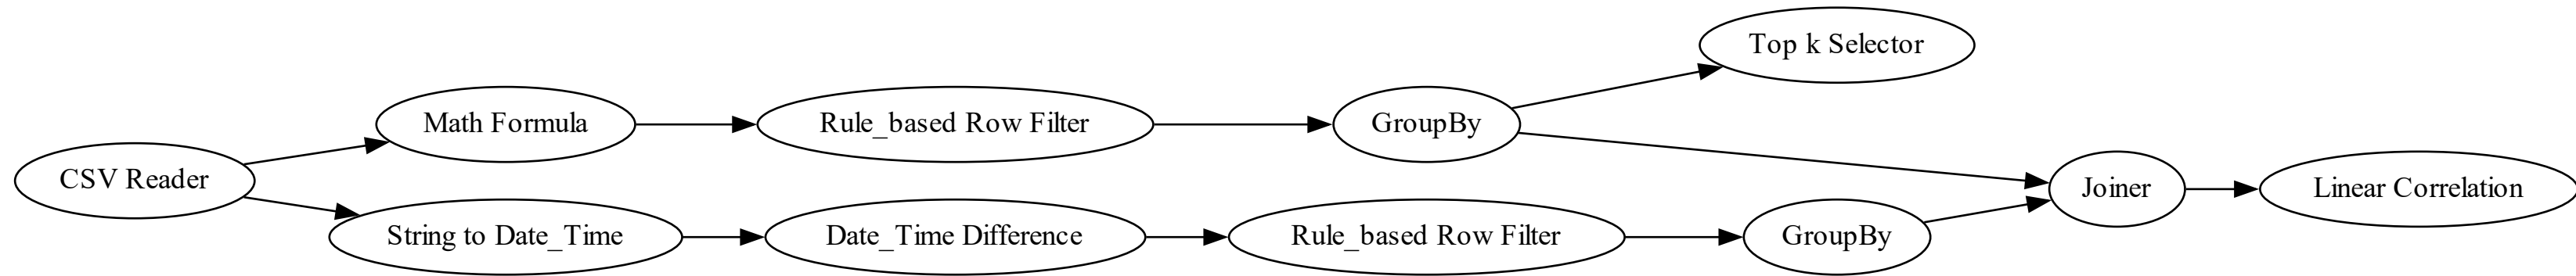 Top k Selector
Math Formula
Rule_based Row Filter
GroupBy
CSV Reader
Joiner
Linear Correlation
String to Date_Time
Date_Time Difference
Rule_based Row Filter
GroupBy